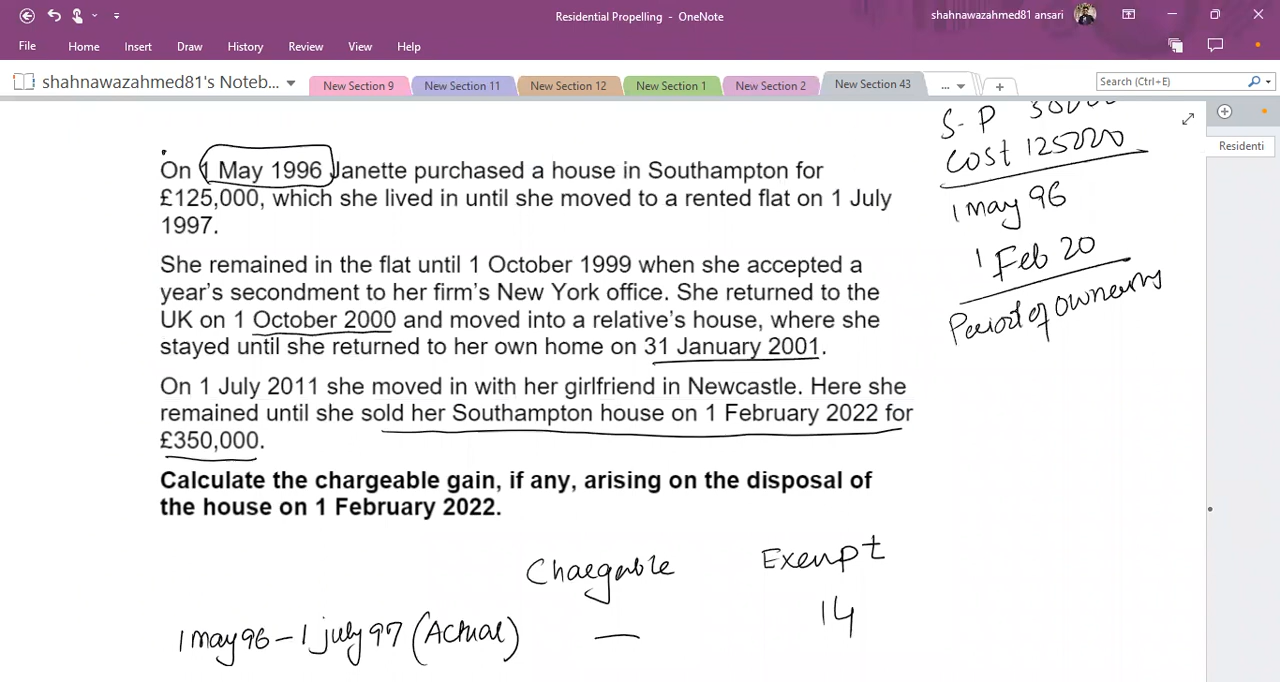 Residential Propelling - OneNote
shahnawazahmed81 ansari
File Home Insert Draw History Review View Help
shahnawazahmed81's Noteb...
New Section 9 New Section 11 New Section 12 New Section 1 New Section 2 New Section 43 ...
Search (Ctrl+E)
Residenti
S-P
Cost 125000
1 may 96
1 Feb 20
Period of
On 1 May 1996 Janette purchased a house in Southampton for
£125,000, which she lived in until she moved to a rented flat on 1 July
1997.
She remained in the flat until 1 October 1999 when she accepted a
year's secondment to her firm's New York office. She returned to the
UK on 1 October 2000 and moved into a relative's house, where she
stayed until she returned to her own home on 31 January 2001.
On 1 July 2011 she moved in with her girlfriend in Newcastle. Here she
remained until she sold her Southampton house on 1 February 2022 for
£350,000.
Calculate the chargeable gain, if any, arising on the disposal of
the house on 1 February 2022.
Chaegable Exenpt
1 may 96 - 1 july 97 (Actual) — 14